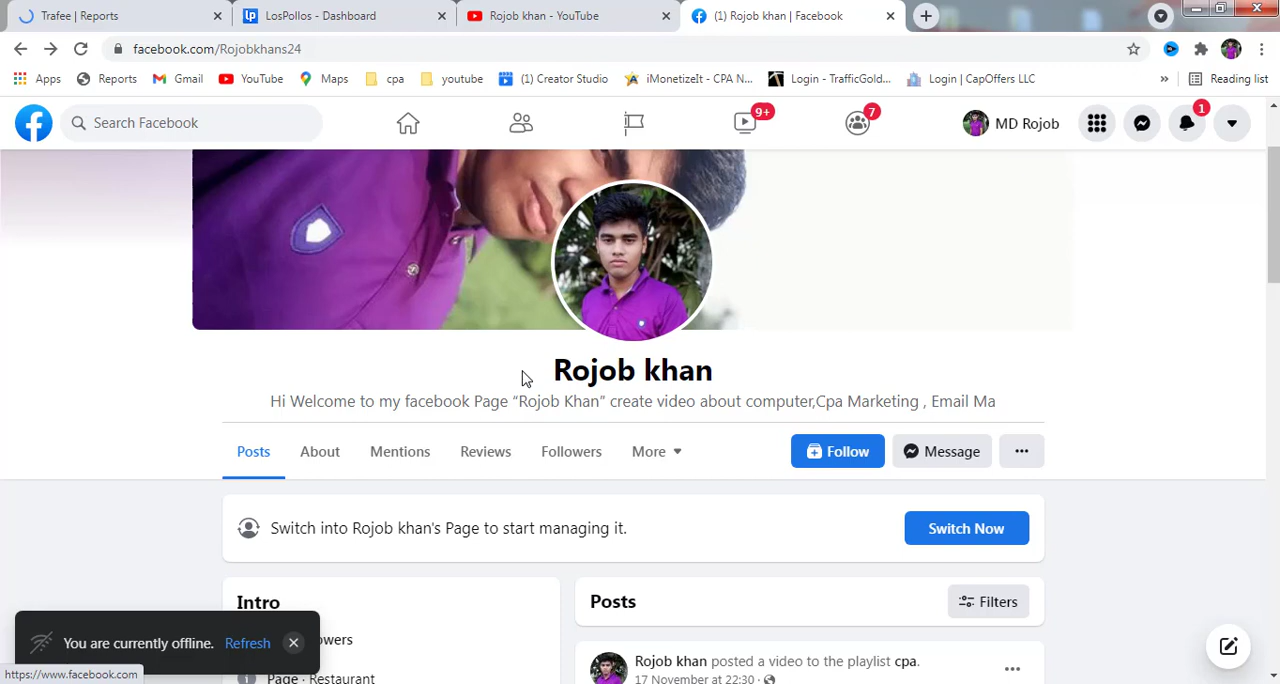 Trafee | Reports
LosPollos - Dashboard
Rojob khan - YouTube
(1) Rojob khan | Facebook
facebook.com/Rojobkhans24
Apps
Reports
Gmail
YouTube
Maps
cpa
youtube
(1) Creator Studio
iMonetizeIt - CPA N...
Login - TrafficGold...
Login | CapOffers LLC
»
Reading list
Search Facebook
9+
7
MD Rojob
1
Rojob khan
Hi Welcome to my facebook Page “Rojob Khan” create video about computer,Cpa Marketing , Email Ma
Posts
About
Mentions
Reviews
Followers
More
Follow
Message
Switch into Rojob khan's Page to start managing it.
Switch Now
Intro
Posts
Filters
You are currently offline. Refresh
owers
Rojob khan posted a video to the playlist cpa.
https://www.facebook.com
Page · Restaurant
17 November at 22:30 ·